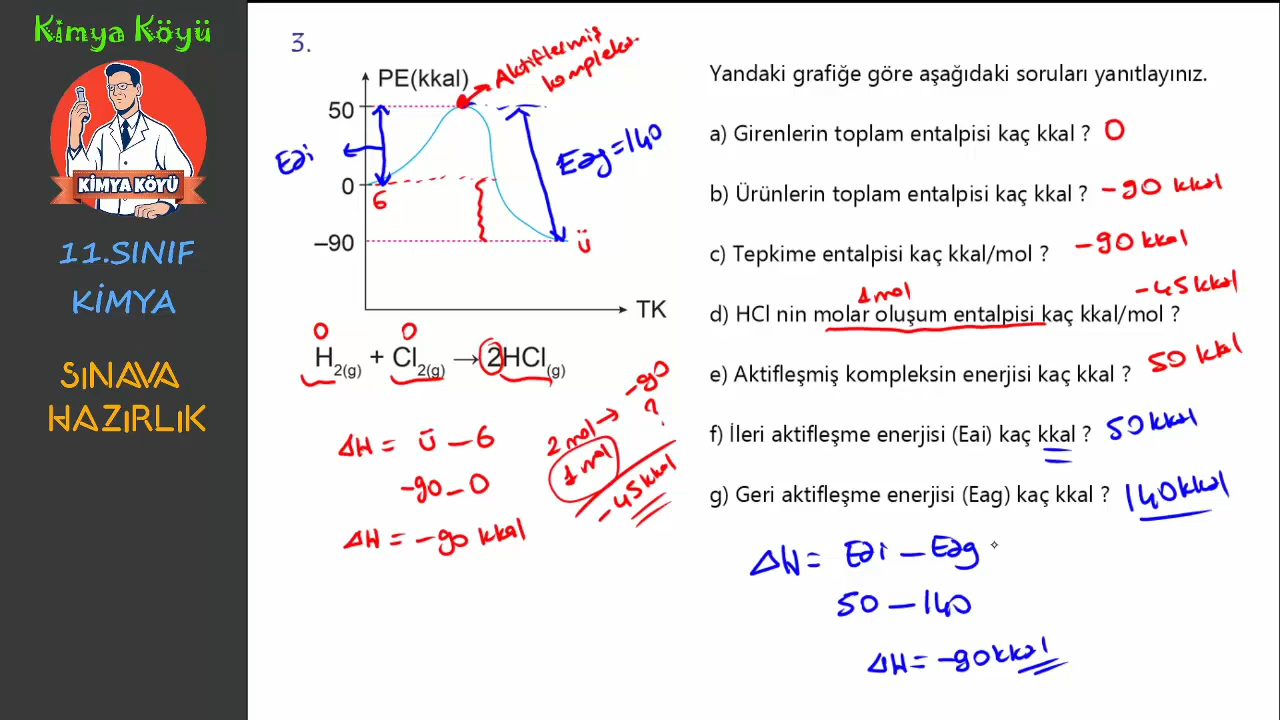 Kimya Köyü
KİMYA KÖYÜ
11.SINIF
KİMYA
SINAVA
HAZIRLIK
3.
PE(kkal)
Aktifleşmiş
kompleks.
50
0
–90
Eai
Eag=140
G
Ü
TK
0 0
H2(g) + Cl2(g) → 2HCl(g)
ΔH = Ü – G
-90 – 0
ΔH = -90 kkal
2 mol → -90
1 mol ?
-45 kkal
Yandaki grafiğe göre aşağıdaki soruları yanıtlayınız.
a) Girenlerin toplam entalpisi kaç kkal ? 0
b) Ürünlerin toplam entalpisi kaç kkal ? -90 kkal
c) Tepkime entalpisi kaç kkal/mol ? -90 kkal
1 mol
d) HCl nin molar oluşum entalpisi kaç kkal/mol ? -45 kkal
e) Aktifleşmiş kompleksin enerjisi kaç kkal ? 50 kkal
f) İleri aktifleşme enerjisi (Eai) kaç kkal ? 50 kkal
g) Geri aktifleşme enerjisi (Eag) kaç kkal ? 140 kkal
ΔH = Eai – Eag
50 – 140
ΔH = -90 kkal